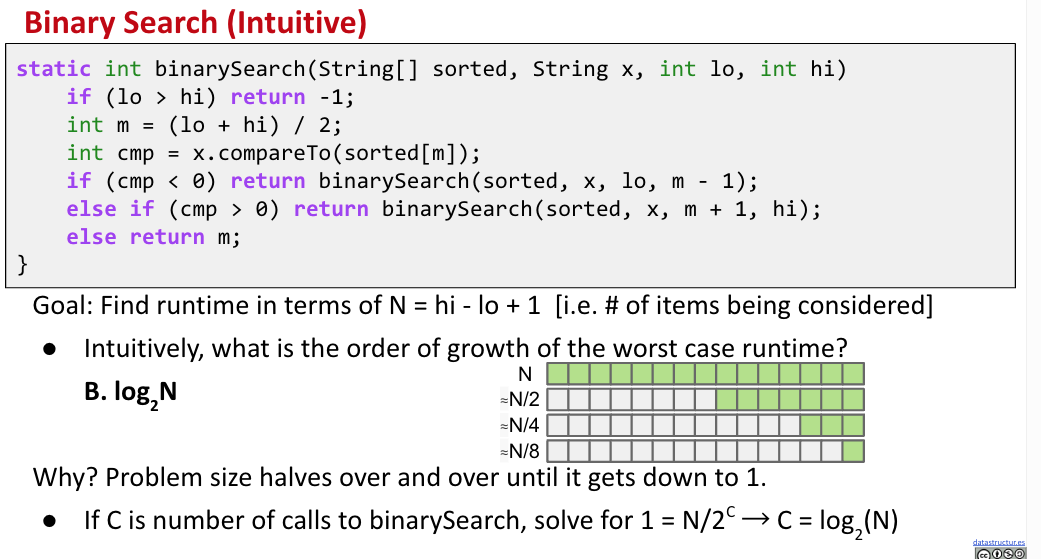 Binary Search (Intuitive)
static int binarySearch(String[] sorted, String x, int lo, int hi)
    if (lo > hi) return -1;
    int m = (lo + hi) / 2;
    int cmp = x.compareTo(sorted[m]);
    if (cmp < 0) return binarySearch(sorted, x, lo, m - 1);
    else if (cmp > 0) return binarySearch(sorted, x, m + 1, hi);
    else return m;
}
Goal: Find runtime in terms of N = hi - lo + 1 [i.e. # of items being considered]
● Intuitively, what is the order of growth of the worst case runtime?
B. log₂N
N
≈N/2
≈N/4
≈N/8
Why? Problem size halves over and over until it gets down to 1.
● If C is number of calls to binarySearch, solve for 1 = N/2ᶜ → C = log₂(N)
datastructur.es